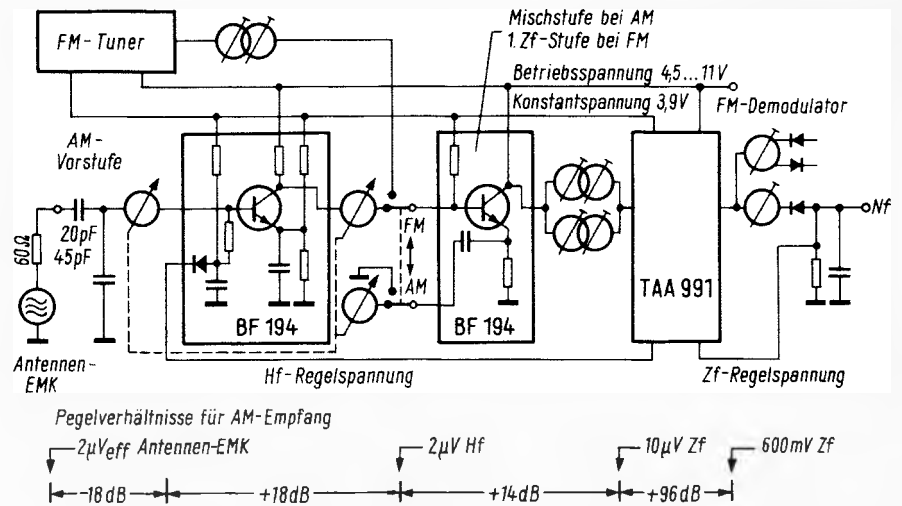 FM-Tuner
Mischstufe bei AM
1. Zf-Stufe bei FM
Betriebsspannung 4,5...11V
Konstantspannung 3,9V
FM-Demodulator
AM-
Vorstufe
60Ω
20pF
45pF
Antennen-
EMK
BF 194
FM
AM
BF 194
TAA 991
Nf
Hf-Regelspannung
Zf-Regelspannung
Pegelverhältnisse für AM-Empfang
2µVeff Antennen-EMK
2µV Hf
10µV Zf
600mV Zf
-18dB
+18dB
+14dB
+96dB